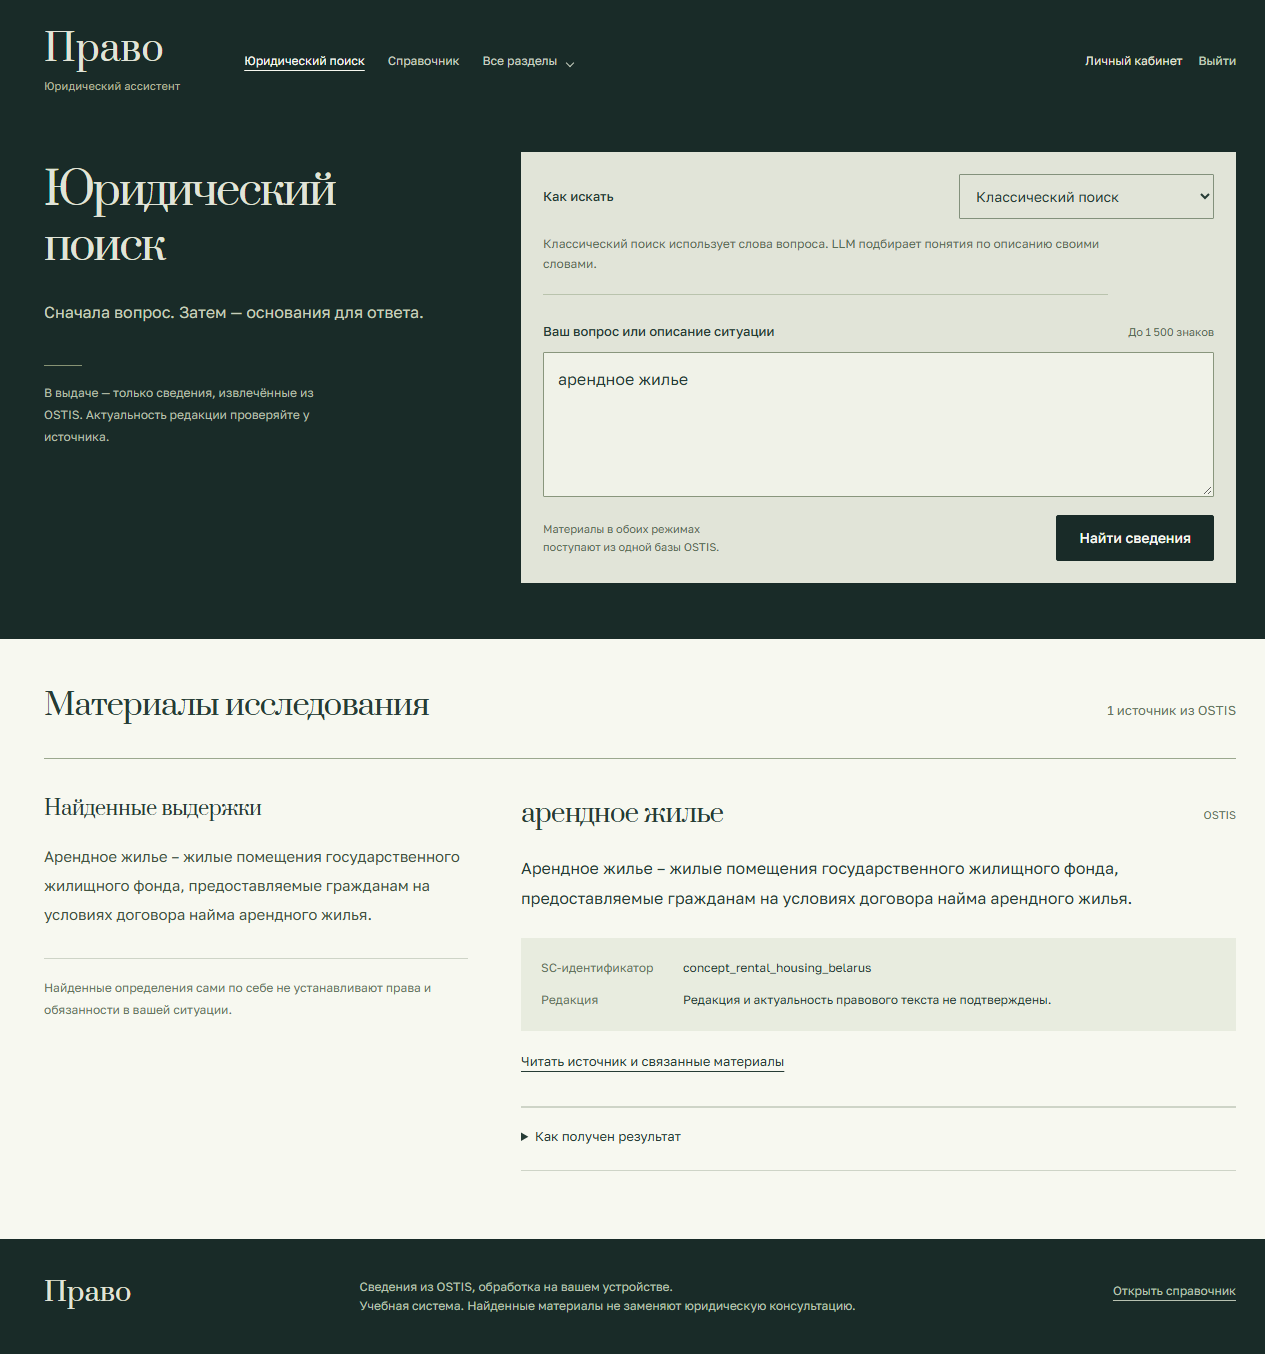 Право
Юридический ассистент
Юридический поиск
Справочник
Все разделы
Личный кабинет
Выйти
Юридический
поиск
Сначала вопрос. Затем — основания для ответа.
В выдаче — только сведения, извлечённые из
OSTIS. Актуальность редакции проверяйте у
источника.
Как искать
Классический поиск
Классический поиск использует слова вопроса. LLM подбирает понятия по описанию своими
словами.
Ваш вопрос или описание ситуации
До 1 500 знаков
арендное жилье
Материалы в обоих режимах
поступают из одной базы OSTIS.
Найти сведения
Материалы исследования
1 источник из OSTIS
Найденные выдержки
Арендное жилье – жилые помещения государственного
жилищного фонда, предоставляемые гражданам на
условиях договора найма арендного жилья.
Найденные определения сами по себе не устанавливают права и
обязанности в вашей ситуации.
арендное жилье
OSTIS
Арендное жилье – жилые помещения государственного жилищного фонда,
предоставляемые гражданам на условиях договора найма арендного жилья.
SC-идентификатор
concept_rental_housing_belarus
Редакция
Редакция и актуальность правового текста не подтверждены.
Читать источник и связанные материалы
Как получен результат
Право
Сведения из OSTIS, обработка на вашем устройстве.
Учебная система. Найденные материалы не заменяют юридическую консультацию.
Открыть справочник